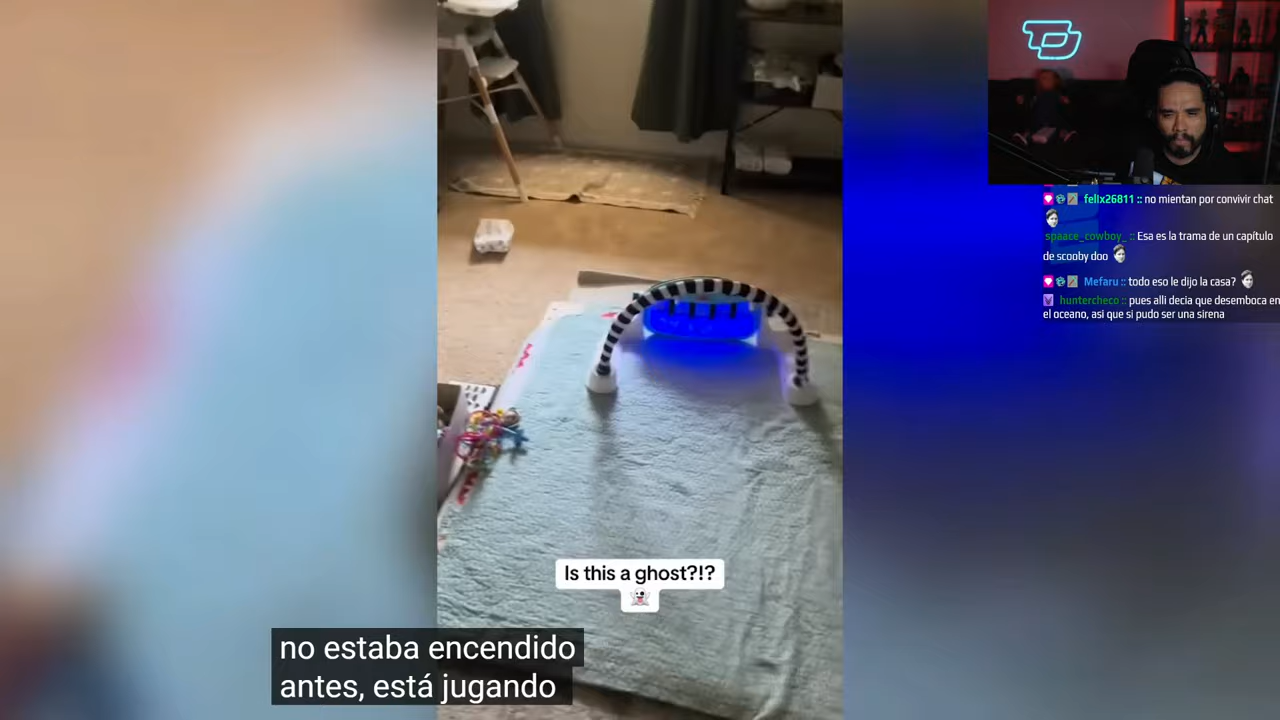 felix26811 :: no mientan por convivir chat
spaace_cowboy_ :: Esa es la trama de un capítulo
de scooby doo
Mefaru :: todo eso le dijo la casa?
huntercheco :: pues alli decia que desemboca en
el oceano, asi que si pudo ser una sirena
Is this a ghost?!?
no estaba encendido
antes, está jugando